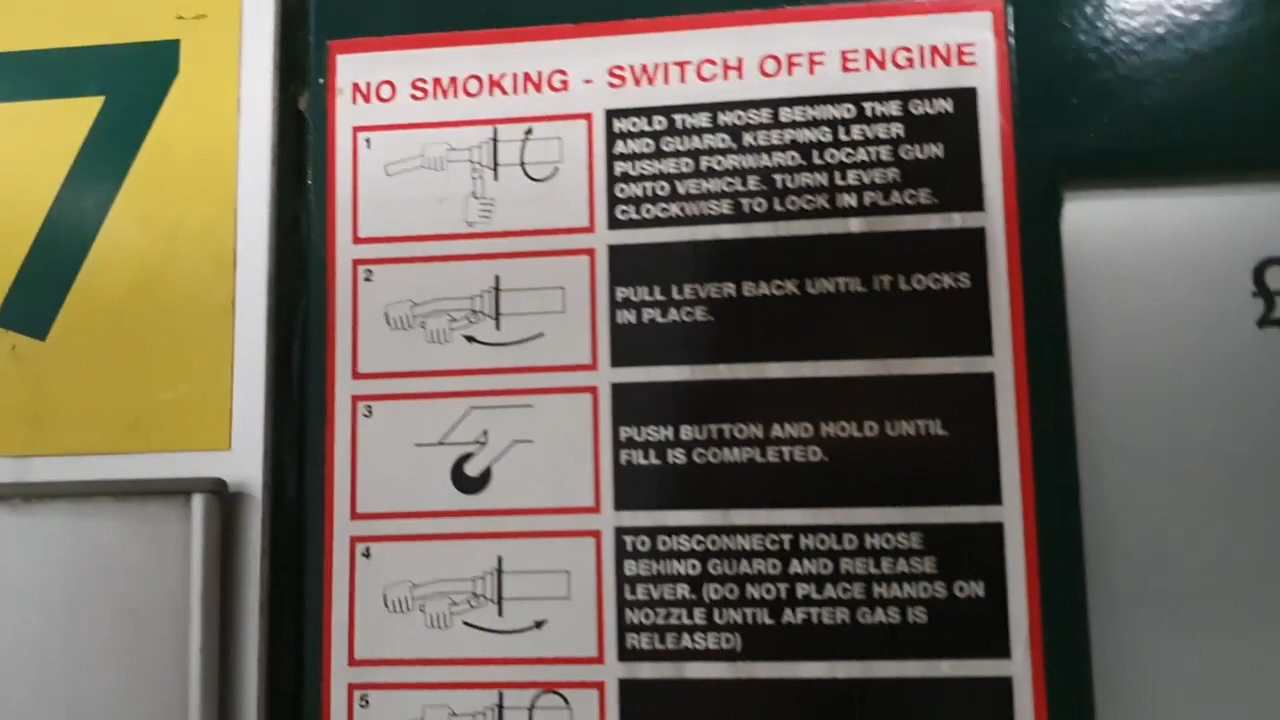 7
NO SMOKING - SWITCH OFF ENGINE
1
HOLD THE HOSE BEHIND THE GUN
AND GUARD, KEEPING LEVER
PUSHED FORWARD. LOCATE GUN
ONTO VEHICLE. TURN LEVER
CLOCKWISE TO LOCK IN PLACE.
2
PULL LEVER BACK UNTIL IT LOCKS
IN PLACE.
3
PUSH BUTTON AND HOLD UNTIL
FILL IS COMPLETED.
4
TO DISCONNECT HOLD HOSE
BEHIND GUARD AND RELEASE
LEVER. (DO NOT PLACE HANDS ON
NOZZLE UNTIL AFTER GAS IS
RELEASED)
5
£